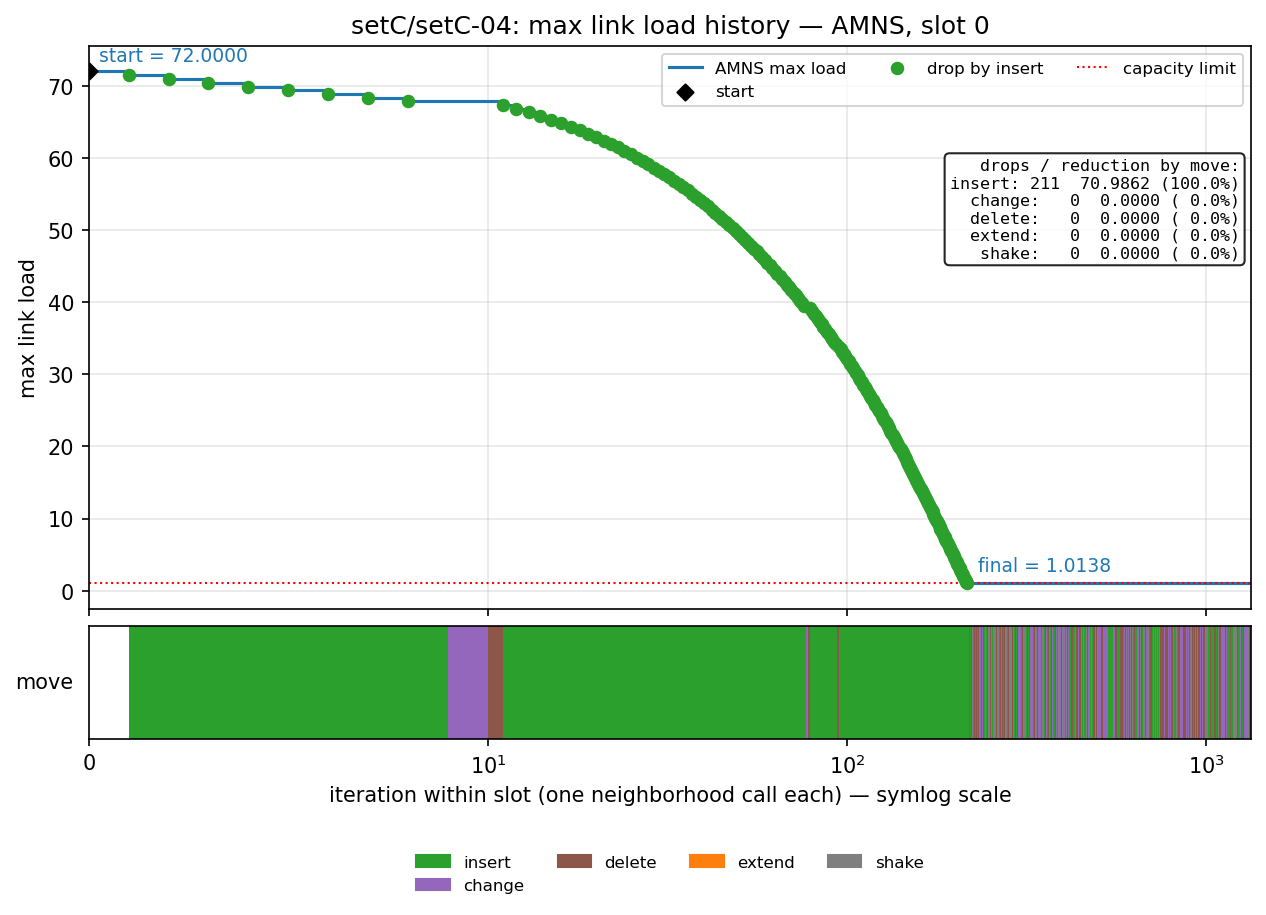 setC/setC-04: max link load history — AMNS, slot 0
start = 72.0000
AMNS max load
start
drop by insert
capacity limit
drops / reduction by move:
insert: 211 70.9862 (100.0%)
change: 0 0.0000 ( 0.0%)
delete: 0 0.0000 ( 0.0%)
extend: 0 0.0000 ( 0.0%)
shake: 0 0.0000 ( 0.0%)
70
60
50
40
30
20
10
0
max link load
final = 1.0138
move
0 10¹ 10² 10³
iteration within slot (one neighborhood call each) — symlog scale
insert delete extend shake
change